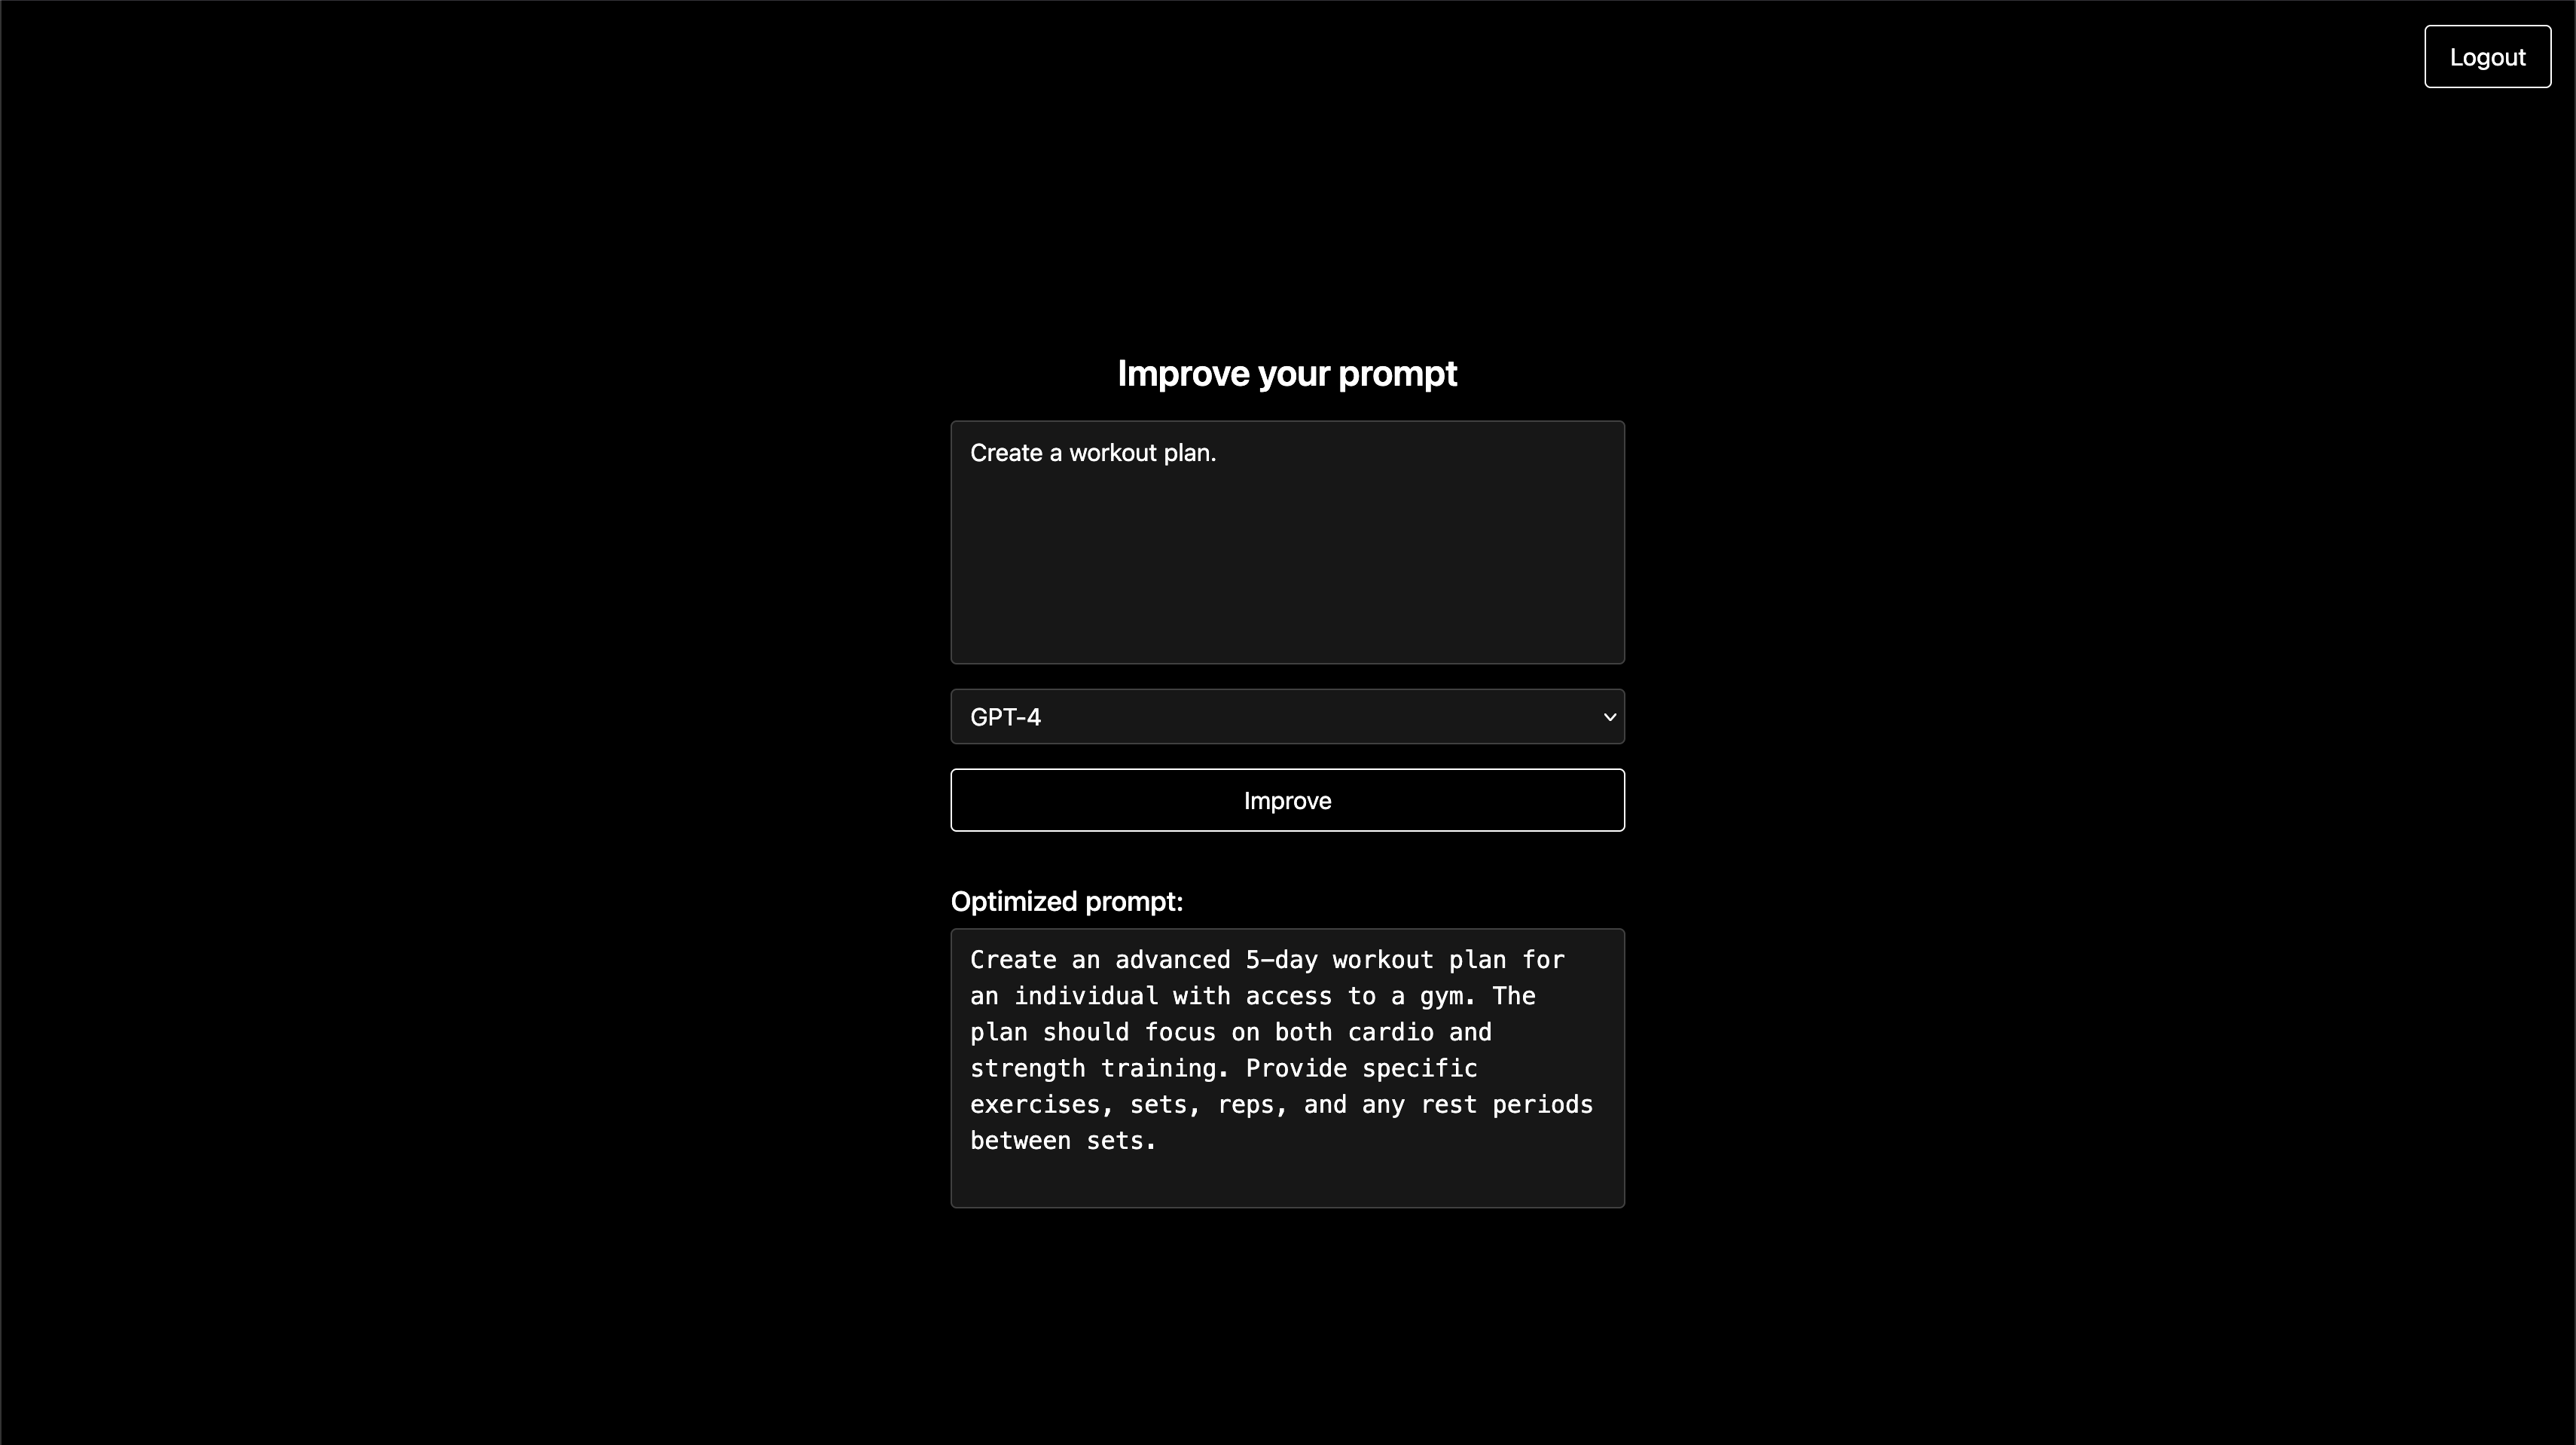 Logout
Improve your prompt
Create a workout plan.
GPT-4
Improve
Optimized prompt:
Create an advanced 5-day workout plan for
an individual with access to a gym. The
plan should focus on both cardio and
strength training. Provide specific
exercises, sets, reps, and any rest periods
between sets.